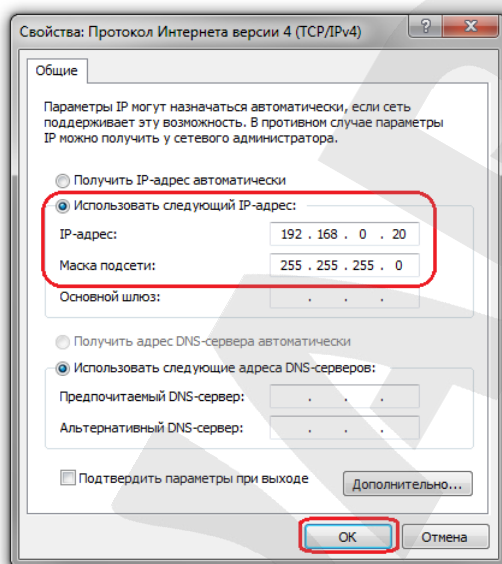 Свойства: Протокол Интернета версии 4 (TCP/IPv4)
Общие
Параметры IP могут назначаться автоматически, если сеть
поддерживает эту возможность. В противном случае параметры
IP можно получить у сетевого администратора.
Получить IP-адрес автоматически
Использовать следующий IP-адрес:
IP-адрес: 192 . 168 . 0 . 20
Маска подсети: 255 . 255 . 255 . 0
Основной шлюз: . . .
Получить адрес DNS-сервера автоматически
Использовать следующие адреса DNS-серверов:
Предпочитаемый DNS-сервер: . . .
Альтернативный DNS-сервер: . . .
Подтвердить параметры при выходе
Дополнительно...
ОК Отмена